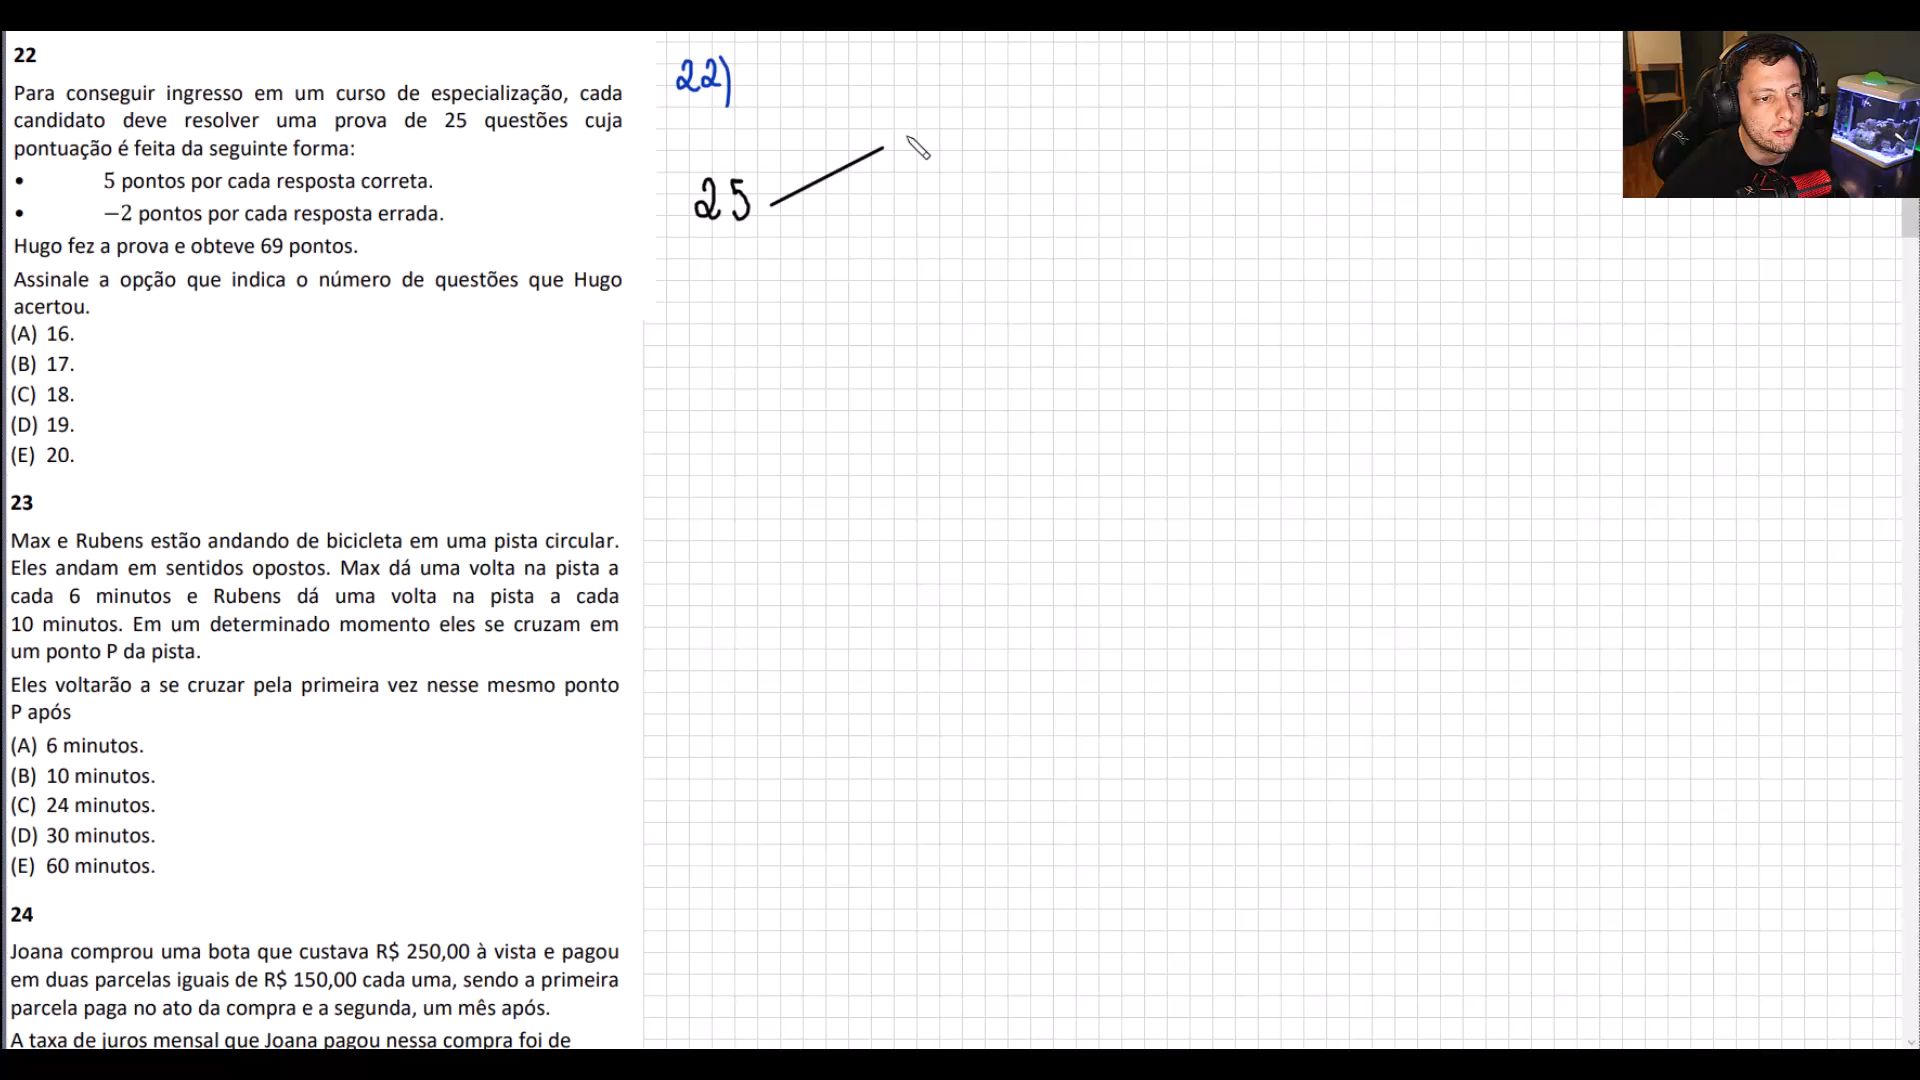 22
Para conseguir ingresso em um curso de especialização, cada
candidato deve resolver uma prova de 25 questões cuja
pontuação é feita da seguinte forma:
• 5 pontos por cada resposta correta.
• −2 pontos por cada resposta errada.
Hugo fez a prova e obteve 69 pontos.
Assinale a opção que indica o número de questões que Hugo
acertou.
(A) 16.
(B) 17.
(C) 18.
(D) 19.
(E) 20.
23
Max e Rubens estão andando de bicicleta em uma pista circular.
Eles andam em sentidos opostos. Max dá uma volta na pista a
cada 6 minutos e Rubens dá uma volta na pista a cada
10 minutos. Em um determinado momento eles se cruzam em
um ponto P da pista.
Eles voltarão a se cruzar pela primeira vez nesse mesmo ponto
P após
(A) 6 minutos.
(B) 10 minutos.
(C) 24 minutos.
(D) 30 minutos.
(E) 60 minutos.
24
Joana comprou uma bota que custava R$ 250,00 à vista e pagou
em duas parcelas iguais de R$ 150,00 cada uma, sendo a primeira
parcela paga no ato da compra e a segunda, um mês após.
A taxa de juros mensal que Joana pagou nessa compra foi de
22)
25